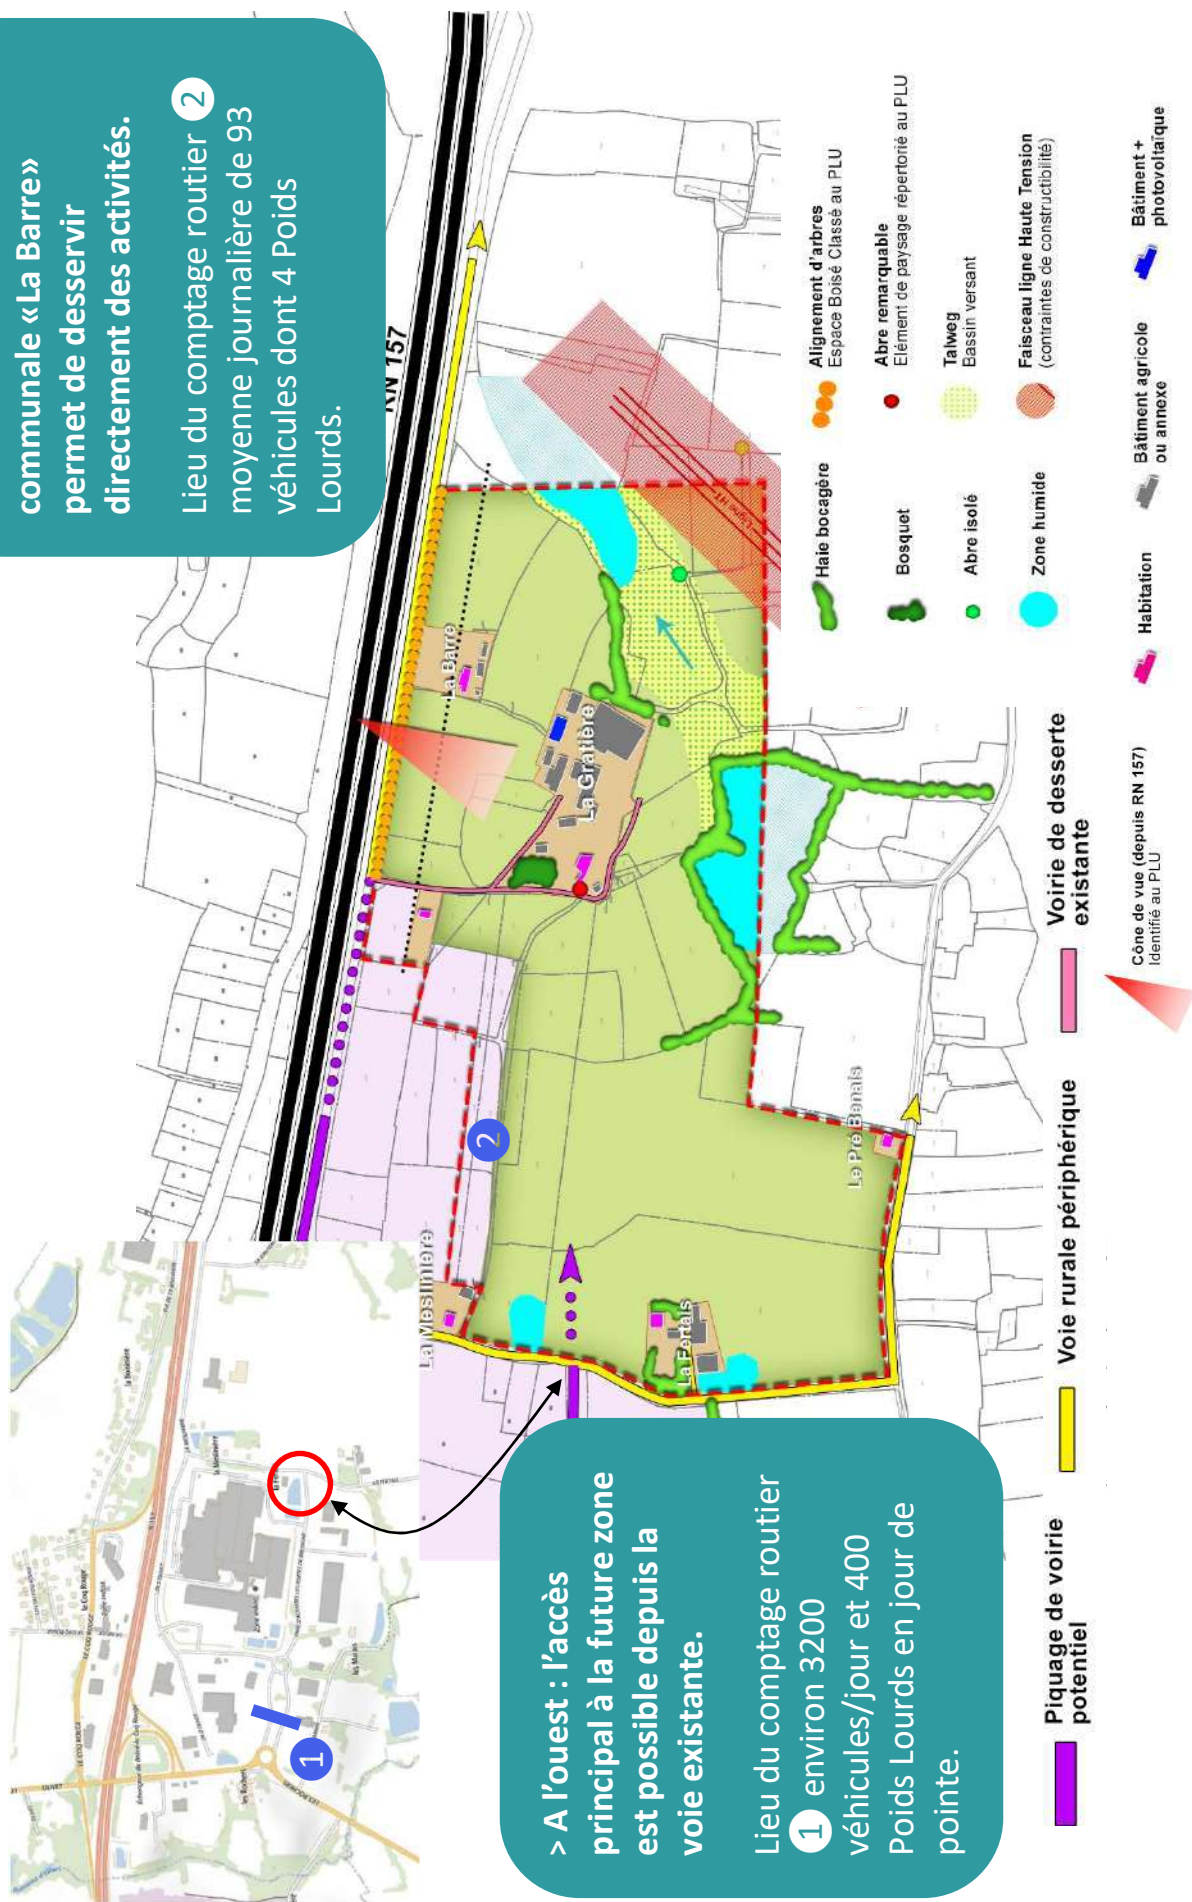 communale «La Barre»
permet de desservir
directement des activités.
Lieu du comptage routier 2
moyenne journalière de 93
véhicules dont 4 Poids
Lourds.
RN 157
La Barre
La Gratière
Ligne HT
La Meslinière
2
La Fertais
Le Pré Benais
1
> A l’ouest : l’accès
principal à la future zone
est possible depuis la
voie existante.
Lieu du comptage routier
1 environ 3200
véhicules/jour et 400
Poids Lourds en jour de
pointe.
Haie bocagère
Bosquet
Abre isolé
Zone humide
Alignement d'arbres
Espace Boisé Classé au PLU
Abre remarquable
Elément de paysage répertorié au PLU
Talweg
Bassin versant
Faisceau ligne Haute Tension
(contraintes de constructibilité)
Habitation
Bâtiment agricole
ou annexe
Bâtiment +
photovoltaïque
Piquage de voirie
potentiel
Voie rurale périphérique
Voirie de desserte
existante
Cône de vue (depuis RN 157)
Identifié au PLU